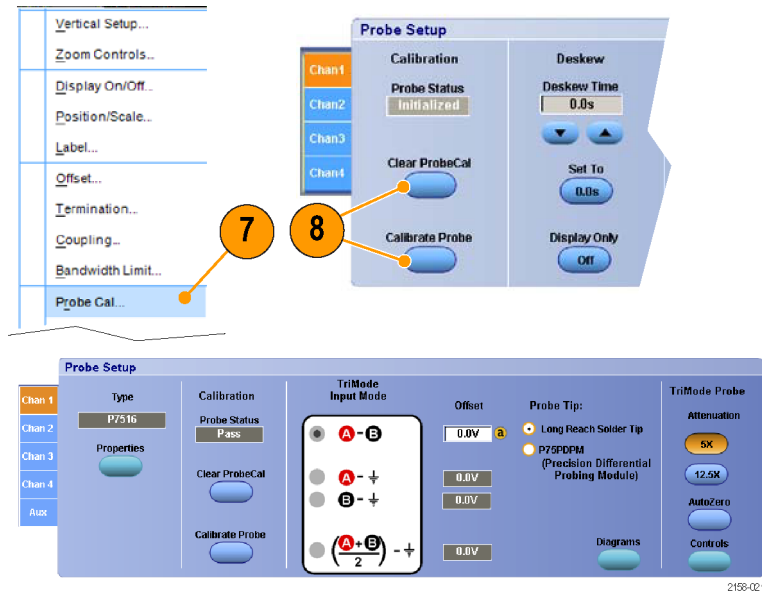 Vertical Setup...
Zoom Controls...
Display On/Off...
Position/Scale...
Label...
Offset...
Termination...
Coupling...
Bandwidth Limit...
Probe Cal...
7
8
Probe Setup
Chan1
Chan2
Chan3
Chan4
Calibration
Probe Status
Initialized
Clear ProbeCal
Calibrate Probe
Deskew
Deskew Time
0.0s
Set To
0.0s
Display Only
Off
Probe Setup
Chan 1
Chan 2
Chan 3
Chan 4
Aux
Type
P7516
Properties
Calibration
Probe Status
Pass
Clear ProbeCal
Calibrate Probe
TriMode
Input Mode
A - B
A - ⏚
B - ⏚
(A+B)/2 - ⏚
Offset
0.0V a
0.0V
0.0V
0.0V
Probe Tip:
Long Reach Solder Tip
P75PDPM
(Precision Differential
Probing Module)
Diagrams
TriMode Probe
Attenuation
5X
12.5X
AutoZero
Controls